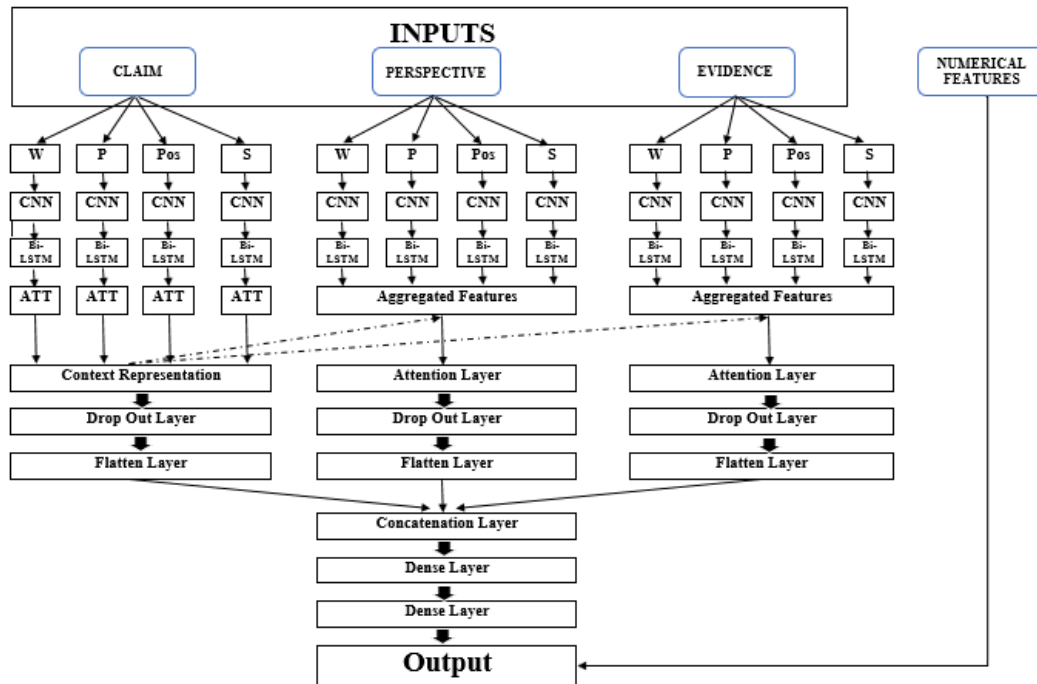 INPUTS
CLAIM
PERSPECTIVE
EVIDENCE
NUMERICAL
FEATURES
W P Pos S W P Pos S W P Pos S
CNN CNN CNN CNN CNN CNN CNN CNN CNN CNN CNN CNN
Bi- Bi- Bi- Bi- Bi- Bi- Bi- Bi- Bi- Bi- Bi- Bi-
LSTM LSTM LSTM LSTM LSTM LSTM LSTM LSTM LSTM LSTM LSTM LSTM
ATT ATT ATT ATT Aggregated Features Aggregated Features
Context Representation Attention Layer Attention Layer
Drop Out Layer Drop Out Layer Drop Out Layer
Flatten Layer Flatten Layer Flatten Layer
Concatenation Layer
Dense Layer
Dense Layer
Output